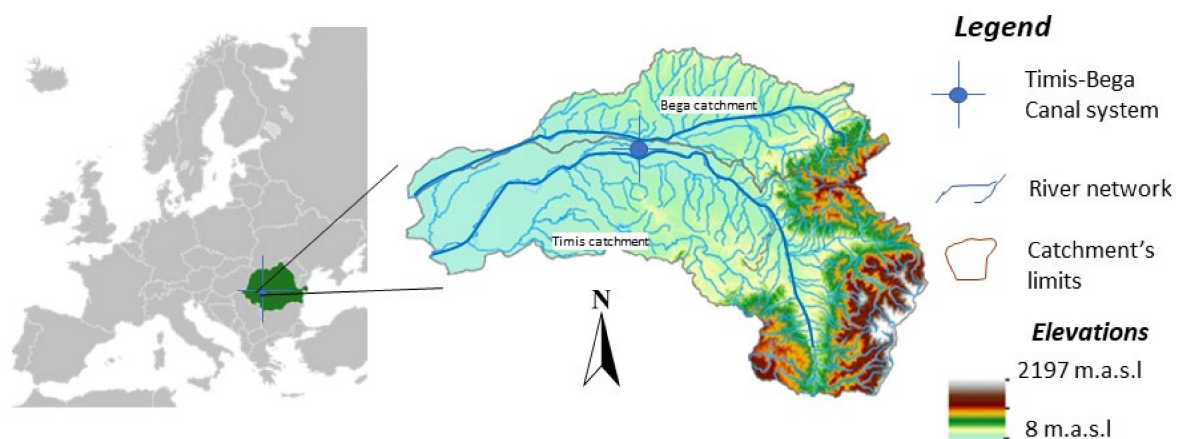 Legend
Bega catchment
Timis-Bega
Canal system
River network
Timis catchment
Catchment's
limits
N
Elevations
2197 m.a.s.l
8 m.a.s.l